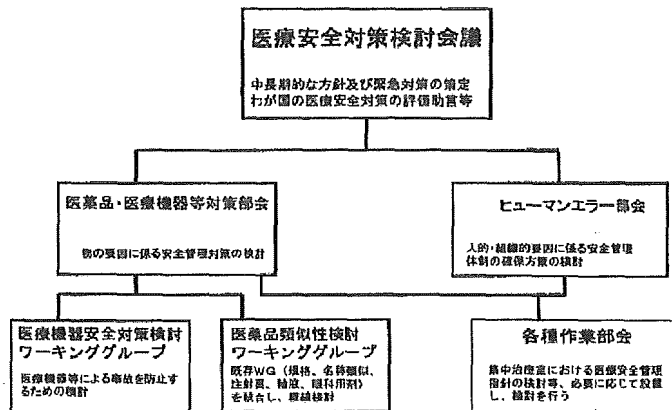 医療安全対策検討会議
中長期的な方針及び緊急対策の策定
わが国の医療安全対策の評価助言等
医薬品・医療機器等対策部会
物の要因に係る安全管理対策の検討
ヒューマンエラー部会
人的・組織的要因に係る安全管理
体制の確保方策の検討
医療機器安全対策検討
ワーキンググループ
医療機器等による事故を防止す
るための検討
医薬品類似性検討
ワーキンググループ
既存WG（規格、名称類似、
注射薬、輸液、眼科用剤）
を統合し、継続検討
各種作業部会
集中治療室における医療安全管理
指針の検討等、必要に応じて設置
し、検討を行う